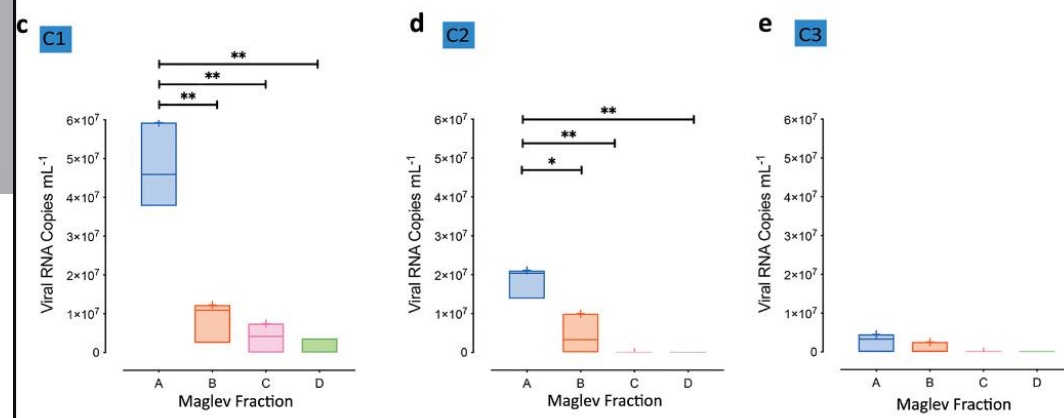 c
C1
**
**
**
6×10⁷
5×10⁷
4×10⁷
3×10⁷
2×10⁷
1×10⁷
0
Viral RNA Copies mL⁻¹
A B C D
Maglev Fraction
d
C2
**
**
*
6×10⁷
5×10⁷
4×10⁷
3×10⁷
2×10⁷
1×10⁷
0
Viral RNA Copies mL⁻¹
A B C D
Maglev Fraction
e
C3
6×10⁷
5×10⁷
4×10⁷
3×10⁷
2×10⁷
1×10⁷
0
Viral RNA Copies mL⁻¹
A B C D
Maglev Fraction